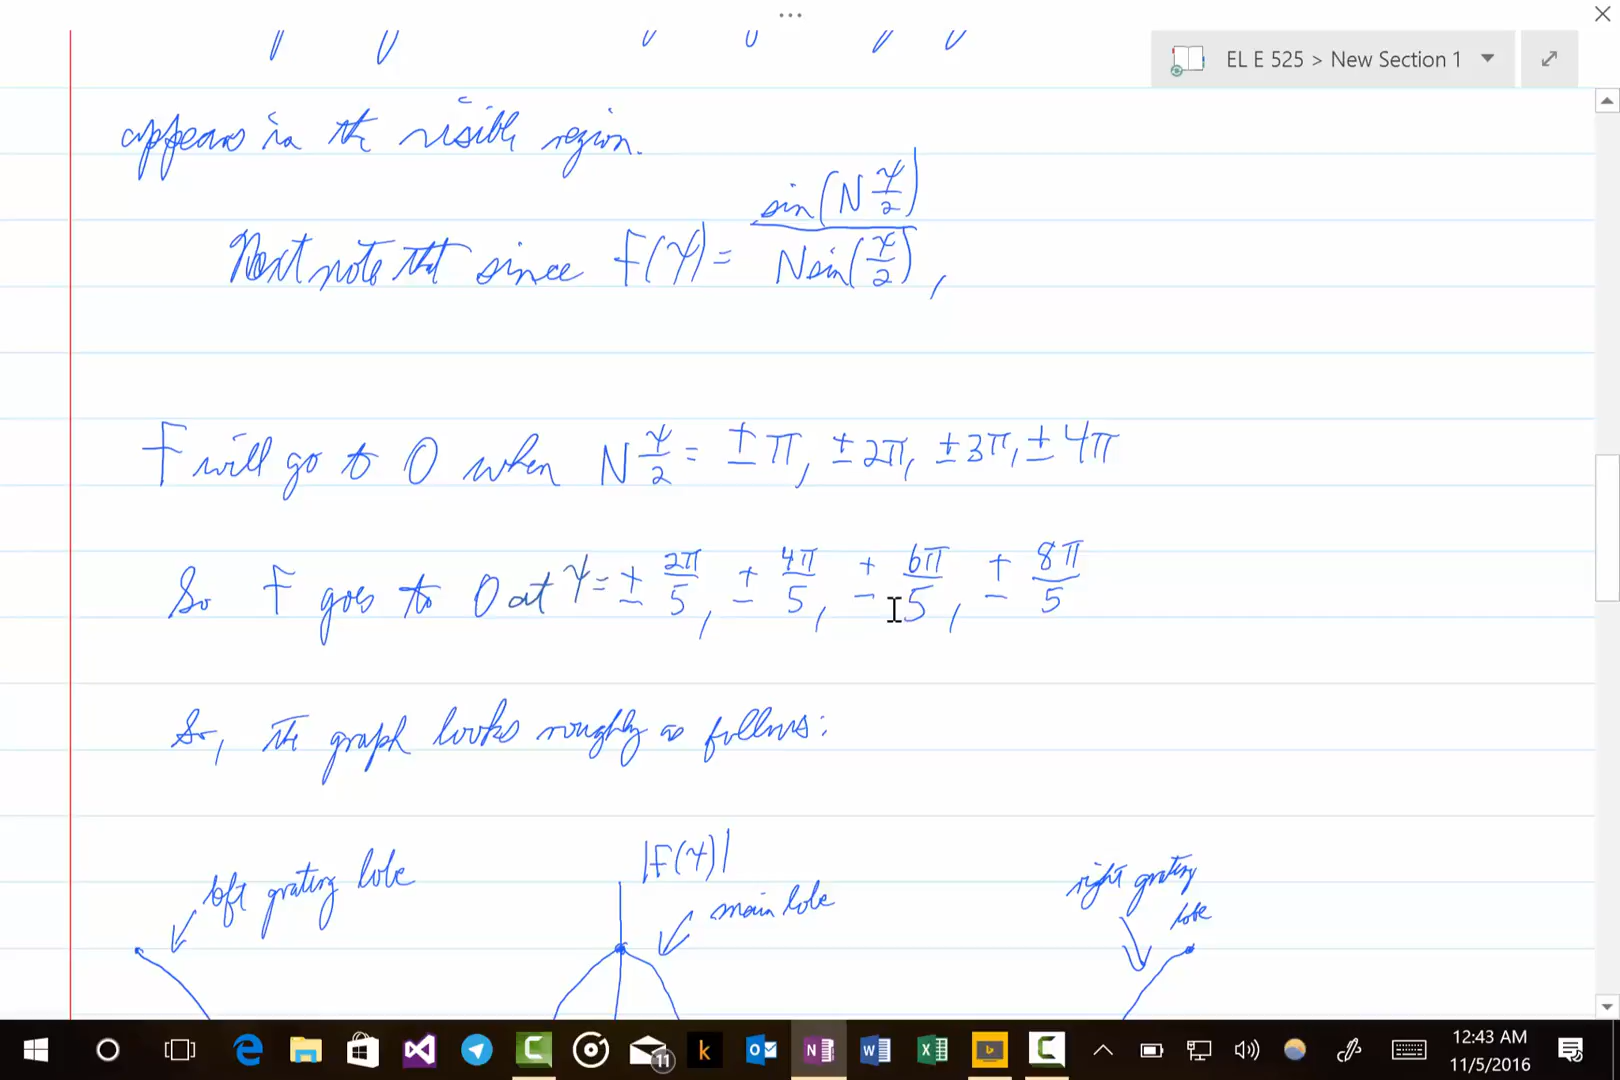 EL E 525 > New Section 1
appears in the visible region.
Next note that since F(ψ) = sin(N ψ/2) / N sin(ψ/2),
F will go to 0 when N ψ/2 = ±π, ±2π, ±3π, ±4π
So F goes to 0 at ψ = ± 2π/5, ± 4π/5, ± 6π/5, ± 8π/5
So, the graph looks roughly as follows:
|F(ψ)|
left grating lobe
main lobe
right grating
lobe
11
12:43 AM
11/5/2016